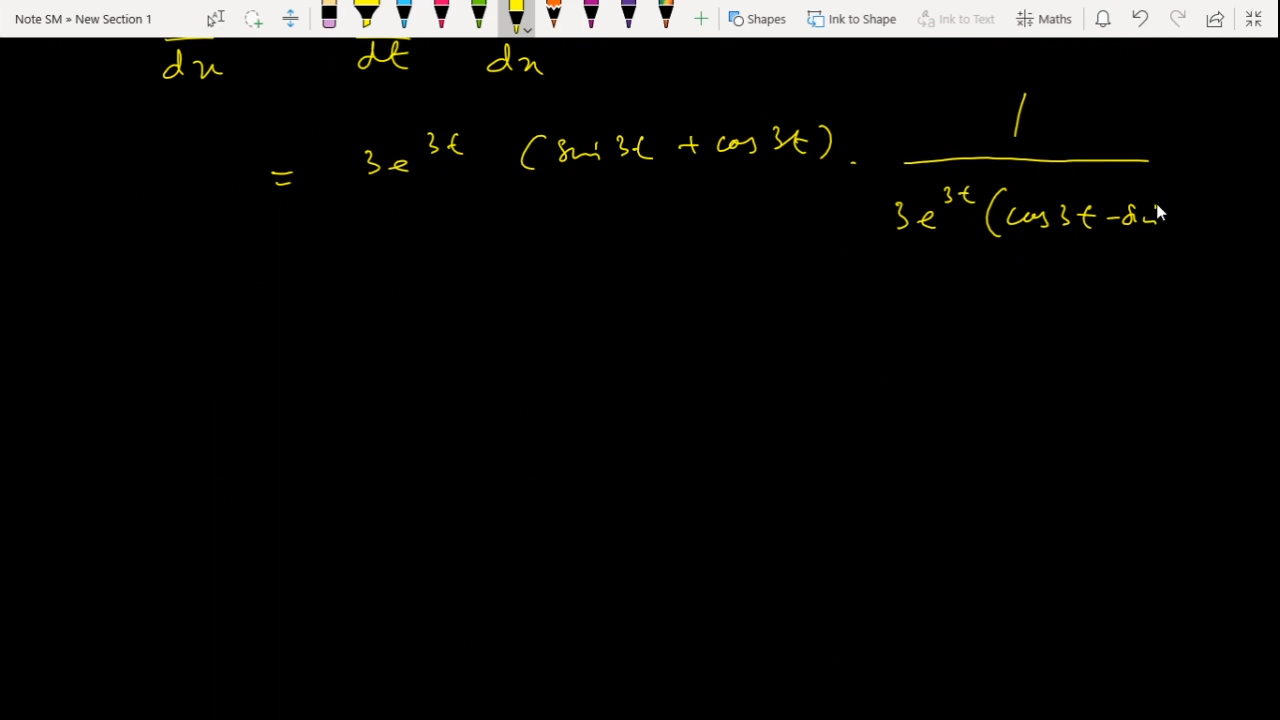 Note SM » New Section 1 Shapes Ink to Shape Ink to Text Maths
dx dt dx
= 3e^3t (sin 3t + cos 3t) . 1
3e^3t (cos 3t - sin